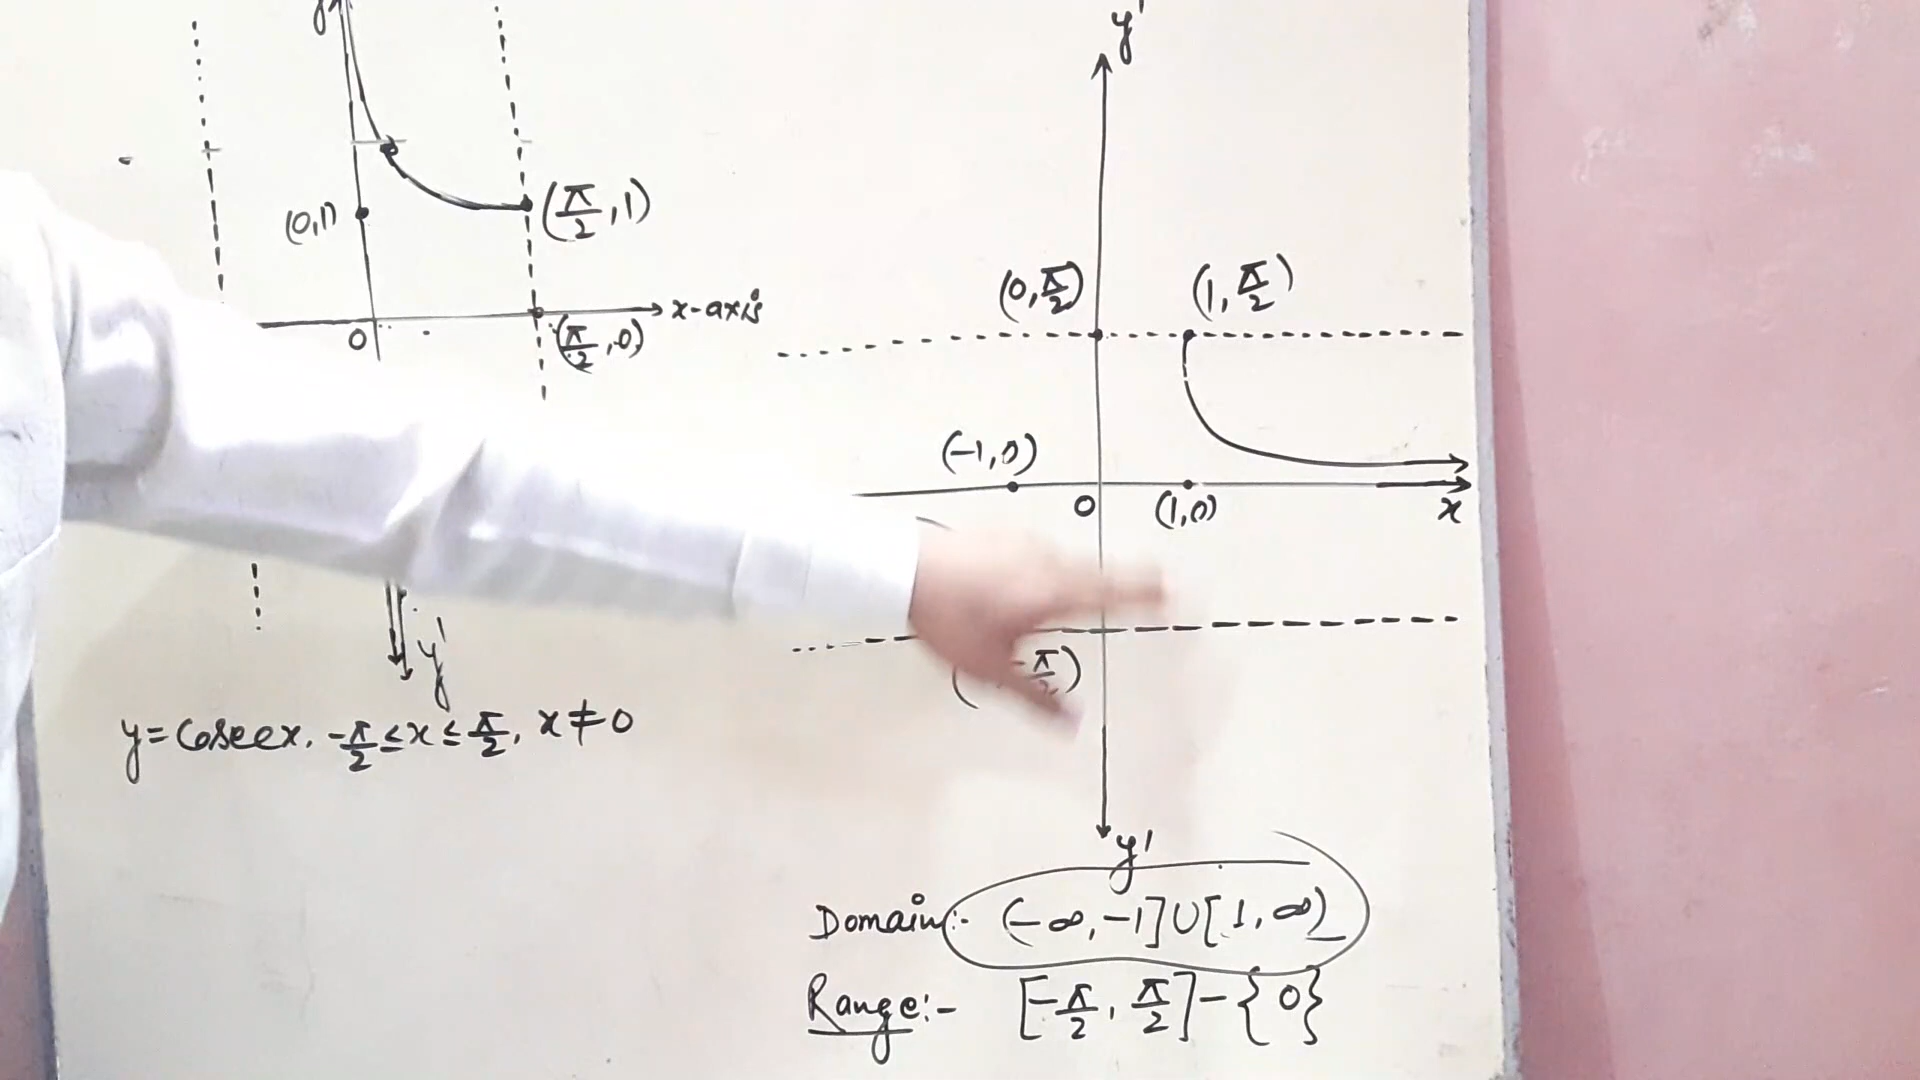 y
(0,1)
(π/2, 1)
x-axis
0
(π/2, 0)
y'
y = Cosec x, -π/2 ≤ x ≤ π/2, x ≠ 0
y'
(0, π/2)
(1, π/2)
(-1, 0)
0
(1, 0)
x
-π/2)
y'
Domain:- (-∞, -1] ∪ [1, ∞)
Range:- [-π/2, π/2] - {0}